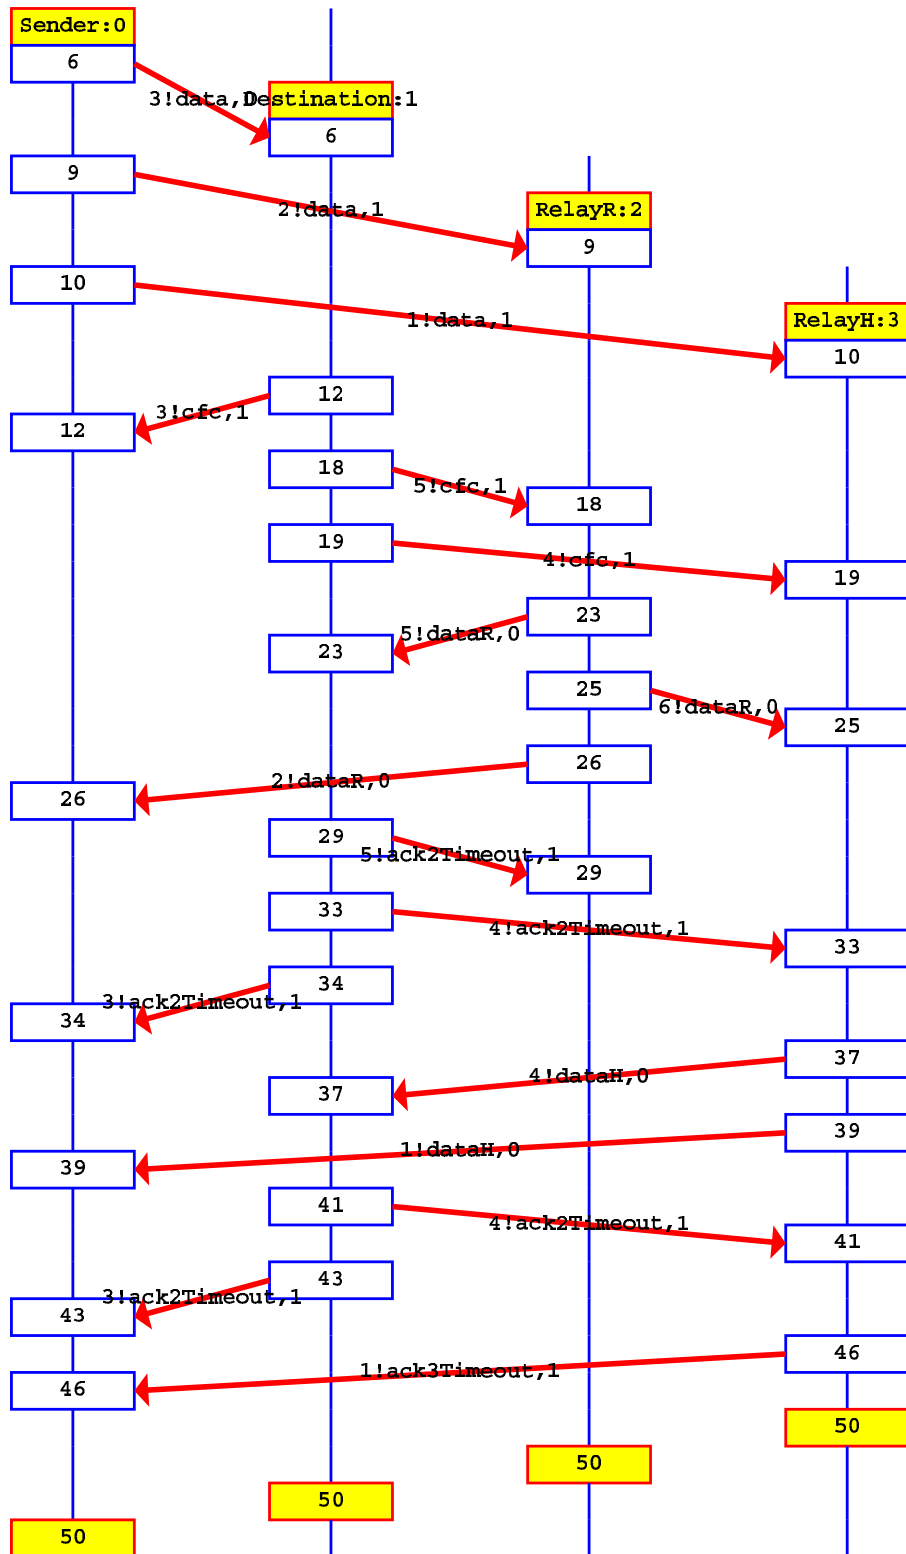 Sender:0
6
3!data,Destination:1
6
9
2!data,1
RelayR:2
9
10
1!data,1
RelayH:3
10
12
3!cfc,1
12
18
5!cfc,1
18
19
4!cfc,1
19
23
5!dataR,0
23
25
6!dataR,0
25
26
2!dataR,0
26
29
5!ack2Timeout,1
29
33
4!ack2Timeout,1
33
34
3!ack2Timeout,1
34
37
4!dataH,0
37
39
1!dataH,0
39
41
4!ack2Timeout,1
41
43
3!ack2Timeout,1
43
46
1!ack3Timeout,1
46
50
50
50
50